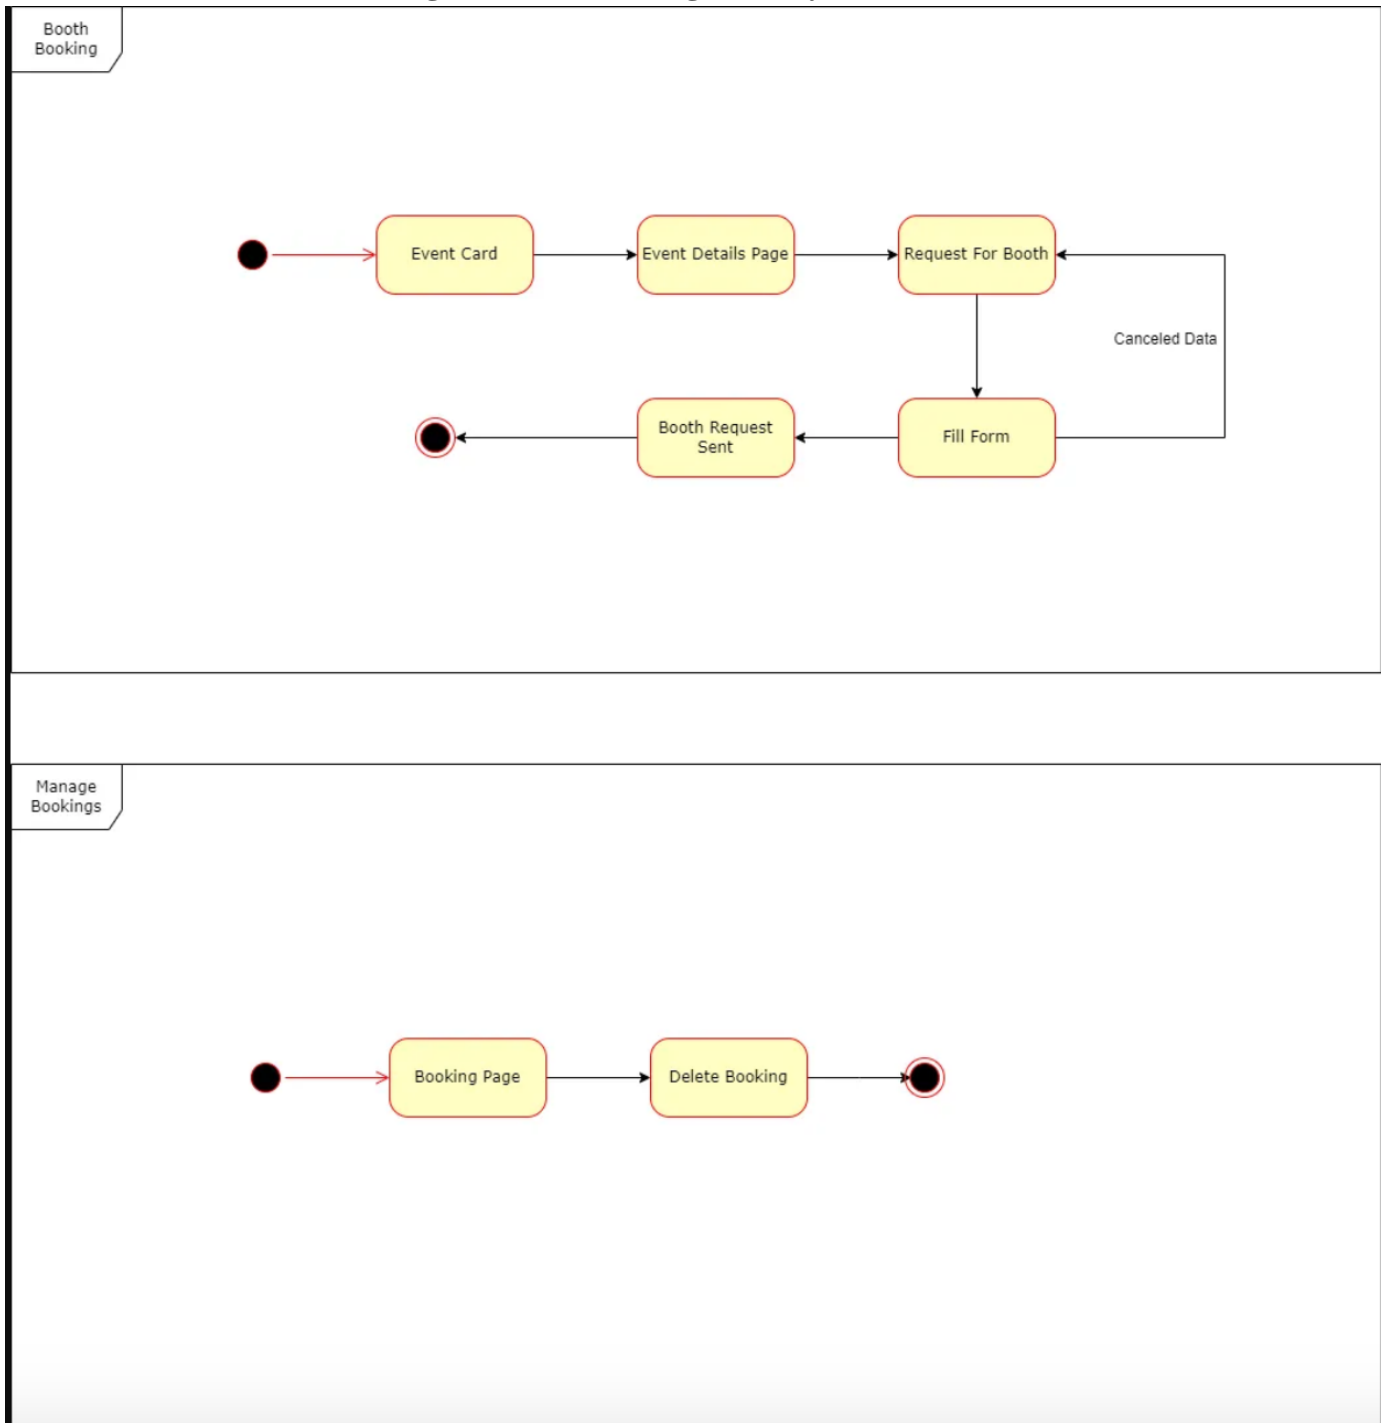 Booth
Booking
Event Card
Event Details Page
Request For Booth
Canceled Data
Booth Request
Sent
Fill Form
Manage
Bookings
Booking Page
Delete Booking